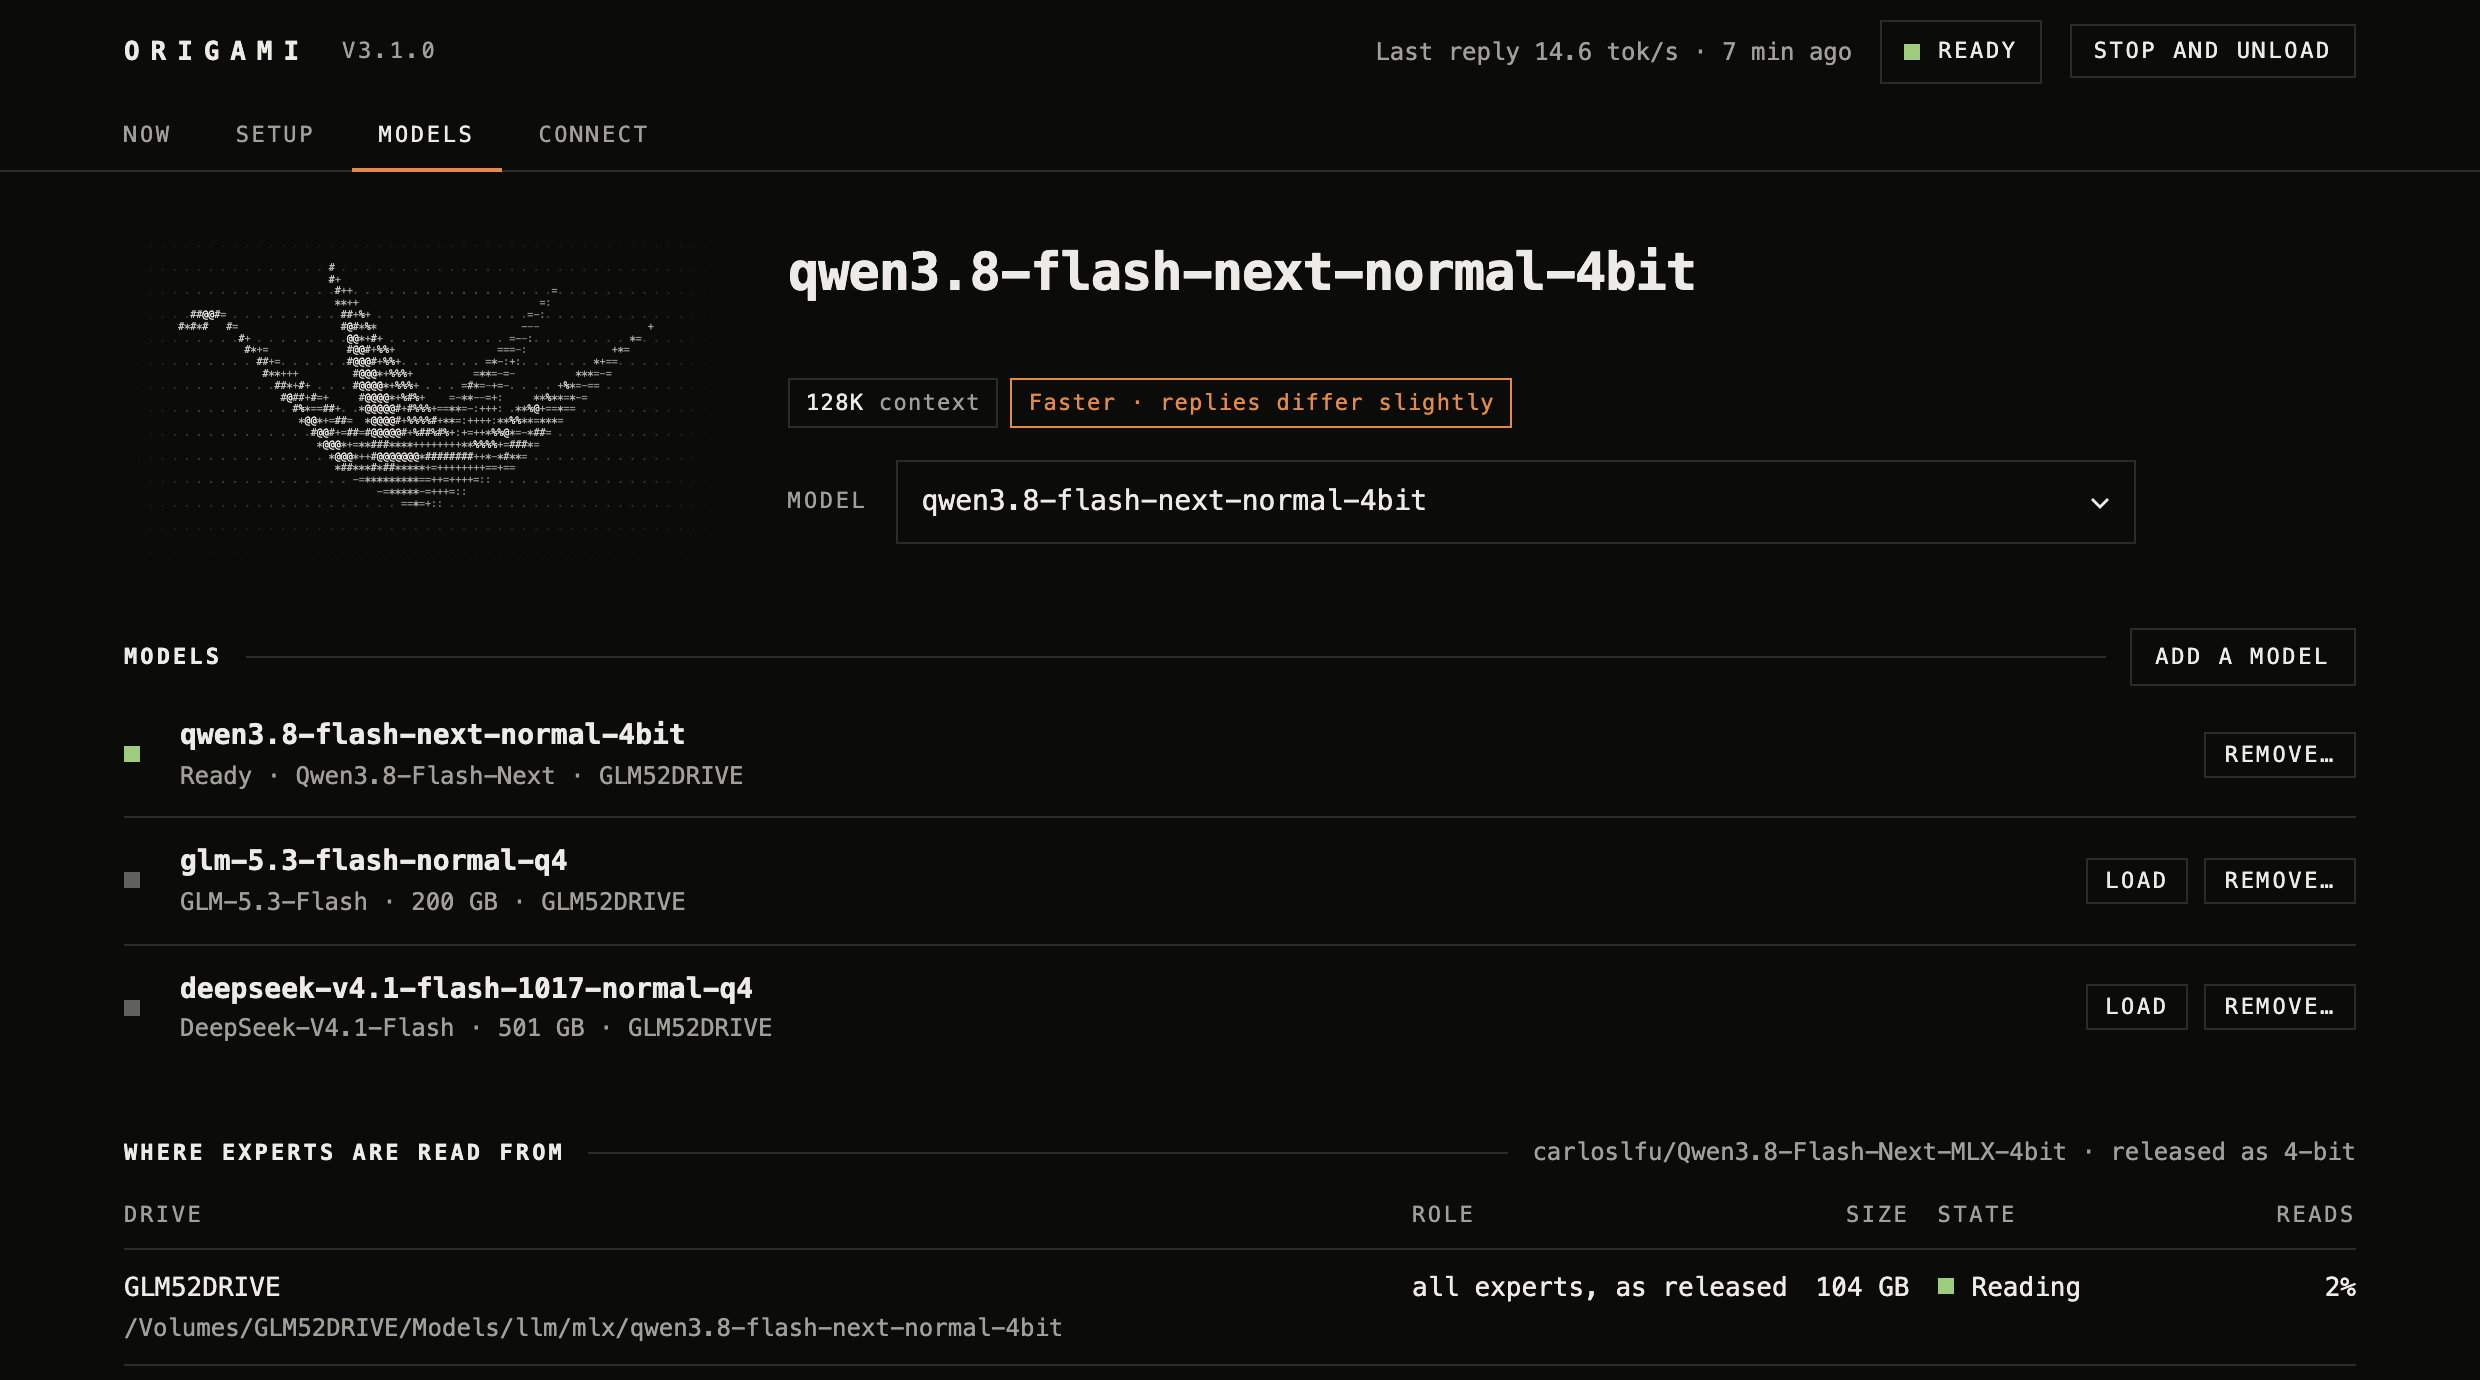 ORIGAMI V3.1.0
Last reply 14.6 tok/s · 7 min ago
READY
STOP AND UNLOAD
NOW SETUP MODELS CONNECT
qwen3.8-flash-next-normal-4bit
128K context
Faster · replies differ slightly
MODEL qwen3.8-flash-next-normal-4bit
MODELS
ADD A MODEL
qwen3.8-flash-next-normal-4bit
Ready · Qwen3.8-Flash-Next · GLM52DRIVE
REMOVE…
glm-5.3-flash-normal-q4
GLM-5.3-Flash · 200 GB · GLM52DRIVE
LOAD REMOVE…
deepseek-v4.1-flash-1017-normal-q4
DeepSeek-V4.1-Flash · 501 GB · GLM52DRIVE
LOAD REMOVE…
WHERE EXPERTS ARE READ FROM
carloslfu/Qwen3.8-Flash-Next-MLX-4bit · released as 4-bit
DRIVE ROLE SIZE STATE READS
GLM52DRIVE all experts, as released 104 GB Reading 2%
/Volumes/GLM52DRIVE/Models/llm/mlx/qwen3.8-flash-next-normal-4bit